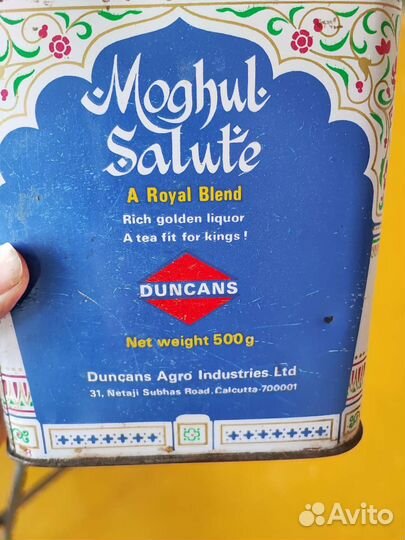 Moghul
Salute
A Royal Blend
Rich golden liquor
A tea fit for kings!
DUNCANS
Net weight 500g
Duncans Agro Industries Ltd
31, Netaji Subhas Road, Calcutta-700001
Avito